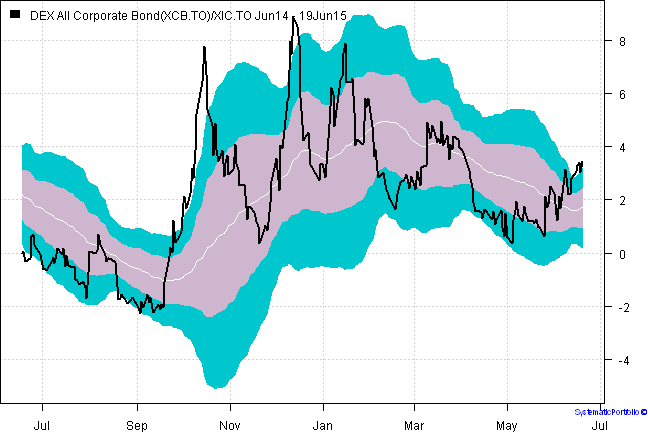 DEX All Corporate Bond(XCB.TO)/XIC.TO Jun14 - 19Jun15
8
6
4
2
0
-2
-4
Jul Sep Nov Jan Mar May Jul
SystematicPortfolio ©